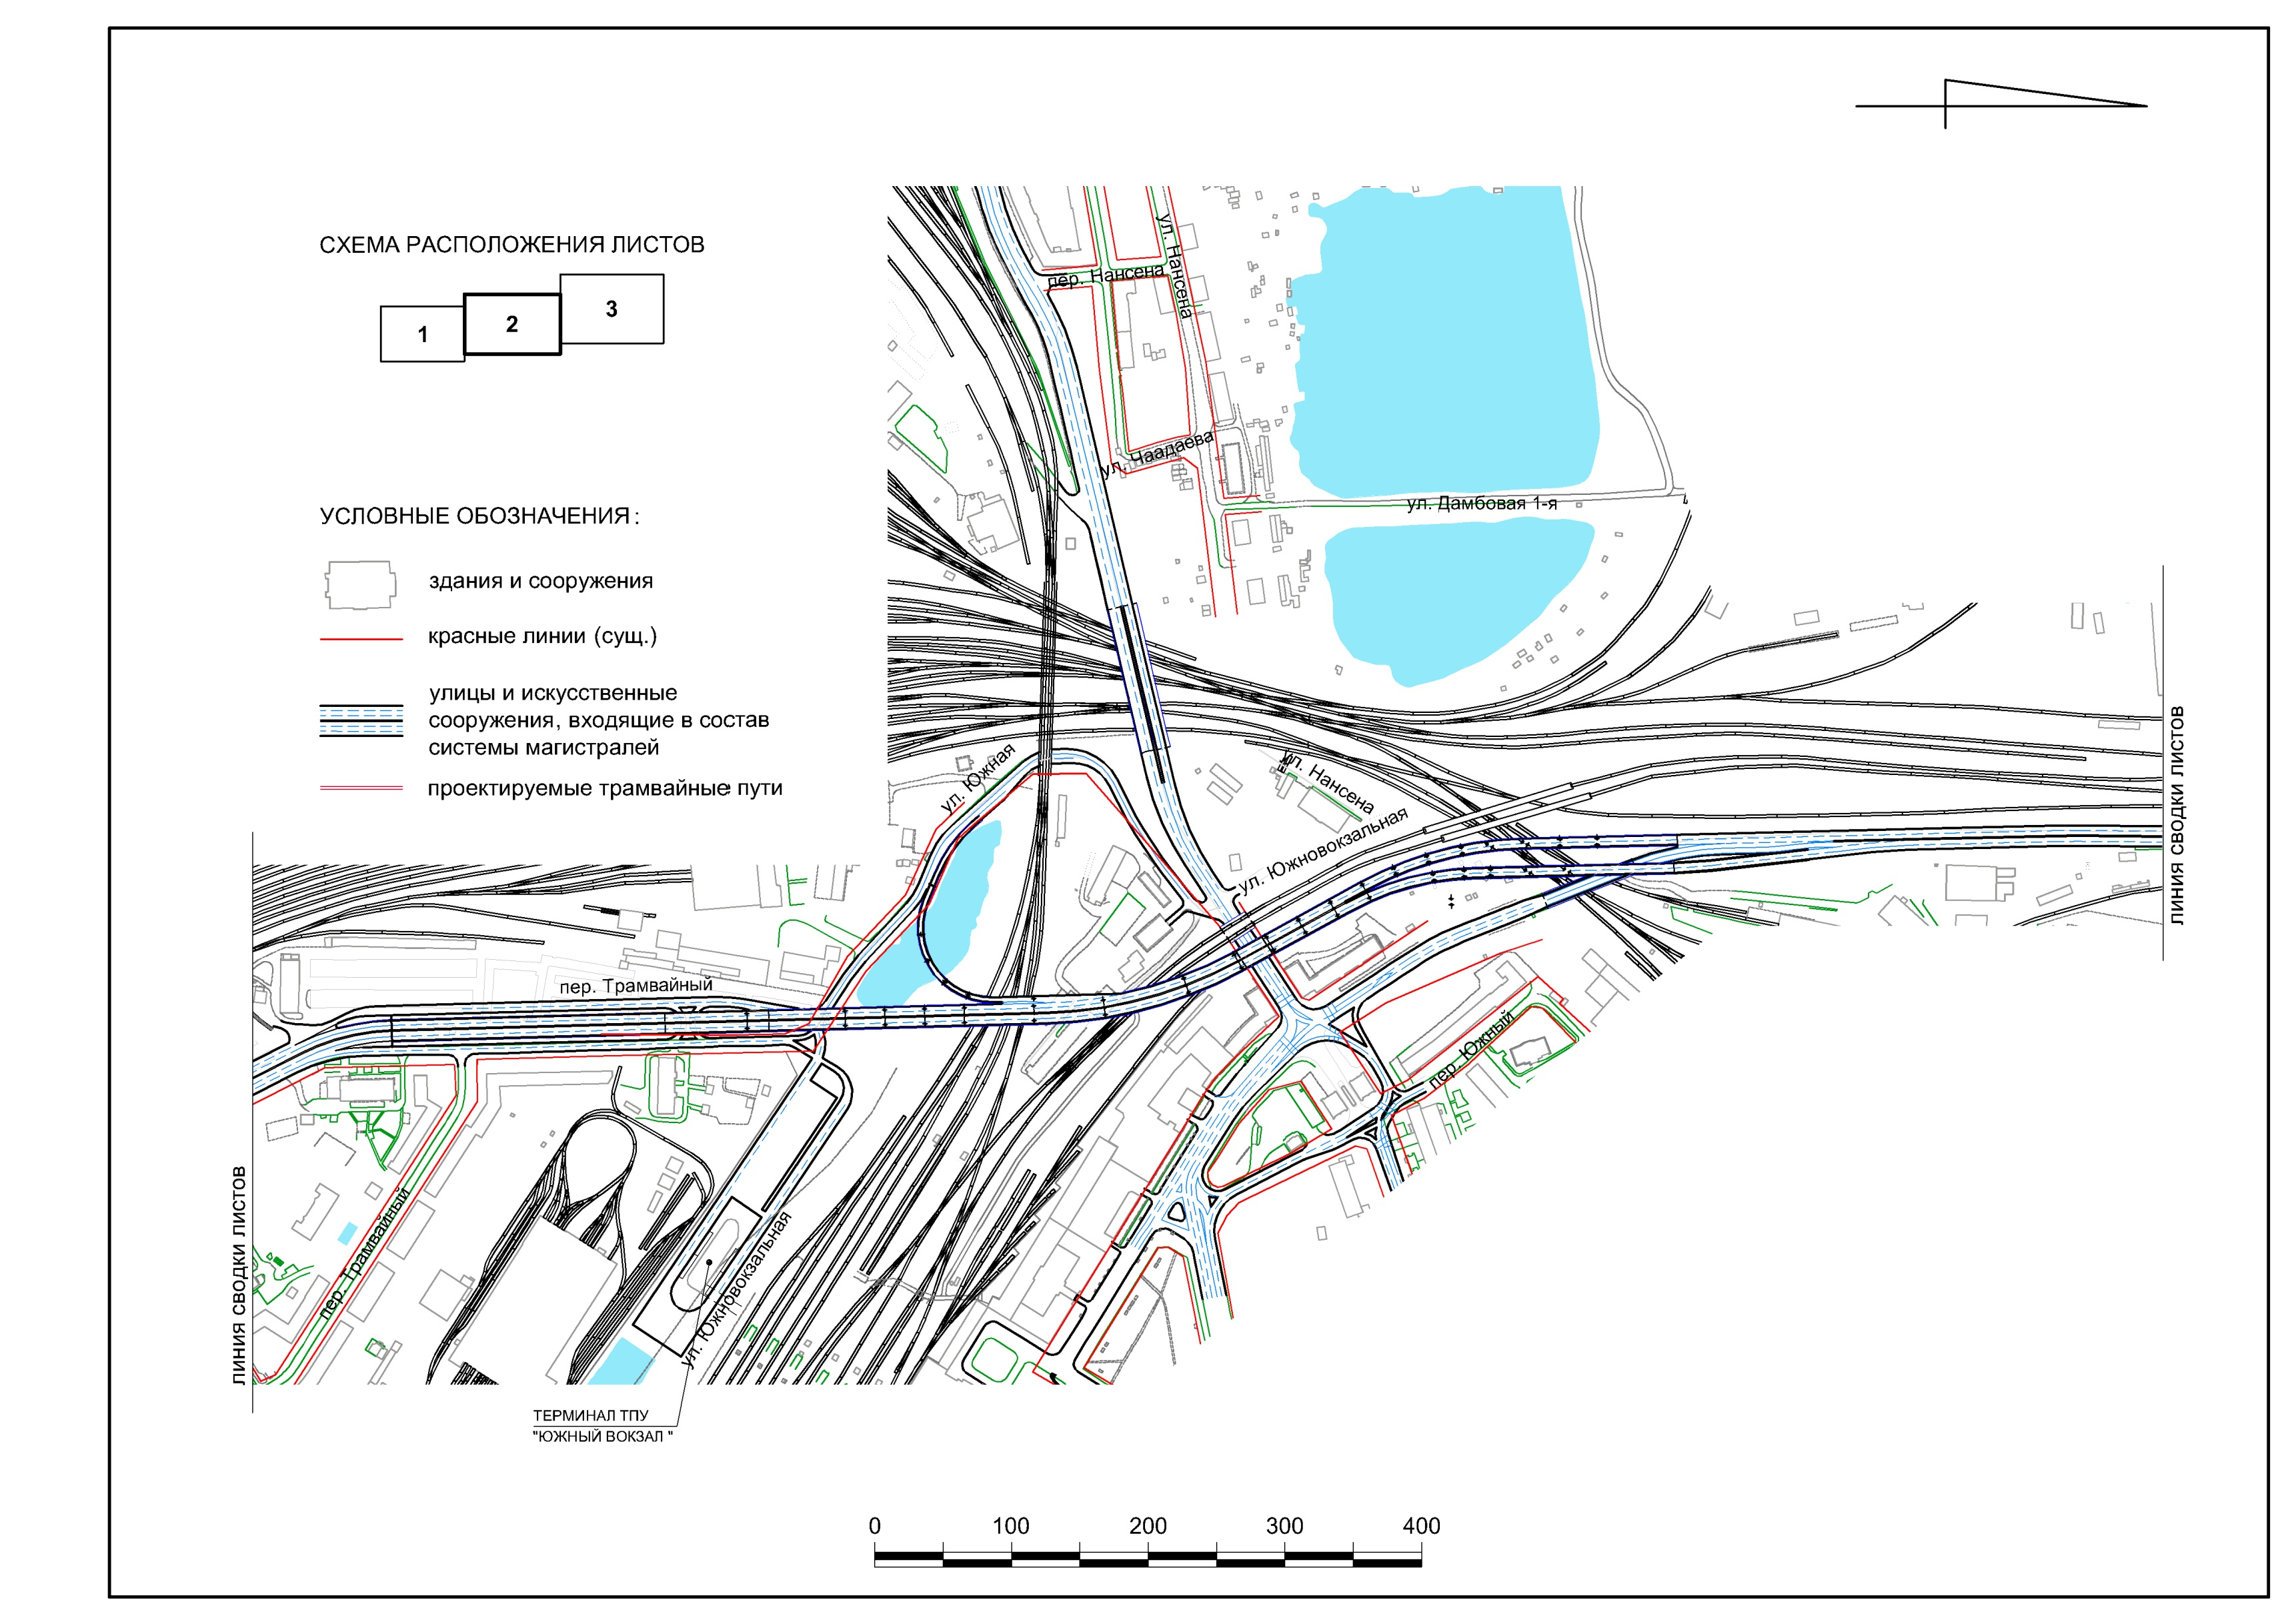 СХЕМА РАСПОЛОЖЕНИЯ ЛИСТОВ
1
2
3
УСЛОВНЫЕ ОБОЗНАЧЕНИЯ:
здания и сооружения
красные линии (сущ.)
улицы и искусственные
сооружения, входящие в состав
системы магистралей
проектируемые трамвайные пути
ул. Нансена
пер. Нансена
ул. Чаадаева
ул. Дамбовая 1-я
ул. Южная
ул. Нансена
ул. Южновокзальная
пер. Трамвайный
пер. Южный
пер. Трамвайный
ул. Южновокзальная
ЛИНИЯ СВОДКИ ЛИСТОВ
ЛИНИЯ СВОДКИ ЛИСТОВ
ТЕРМИНАЛ ТПУ
"ЮЖНЫЙ ВОКЗАЛ "
0 100 200 300 400